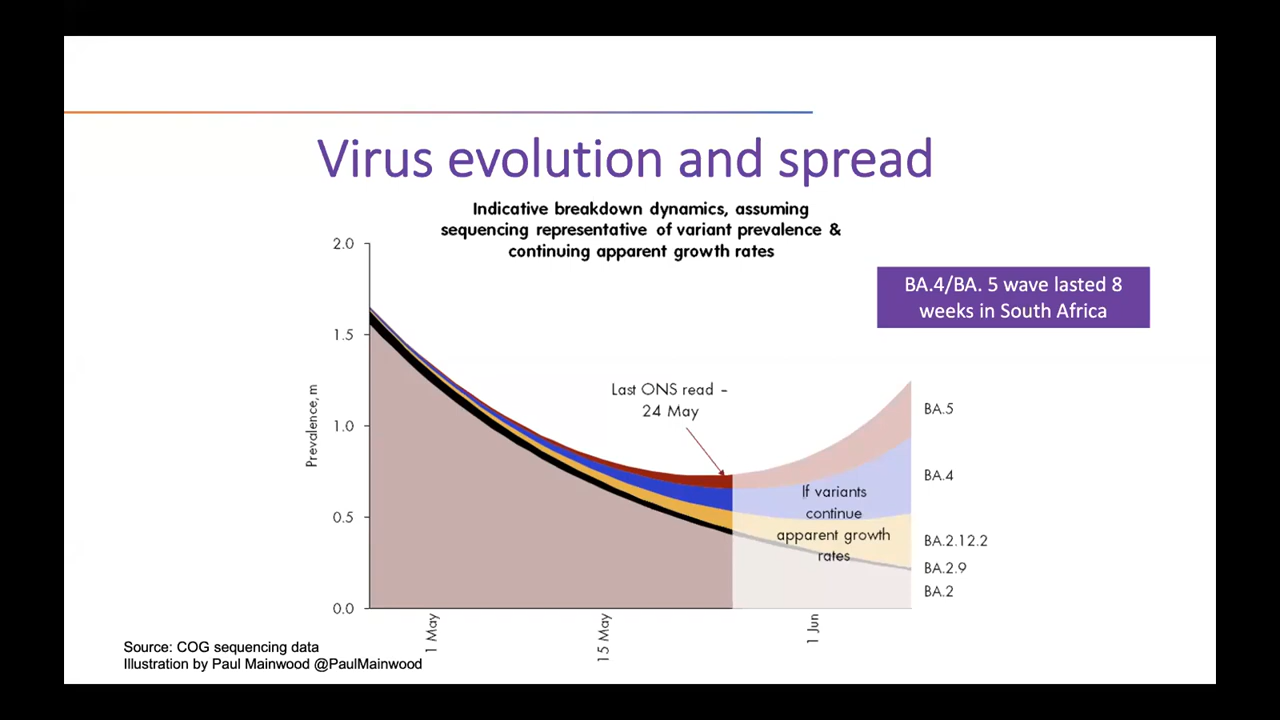 Virus evolution and spread
Indicative breakdown dynamics, assuming
sequencing representative of variant prevalence &
continuing apparent growth rates
BA.4/BA. 5 wave lasted 8
weeks in South Africa
Prevalence, m
2.0
1.5
1.0
0.5
0.0
Last ONS read –
24 May
If variants
continue
apparent growth
rates
BA.5
BA.4
BA.2.12.2
BA.2.9
BA.2
1 May
15 May
1 Jun
Source: COG sequencing data
Illustration by Paul Mainwood @PaulMainwood